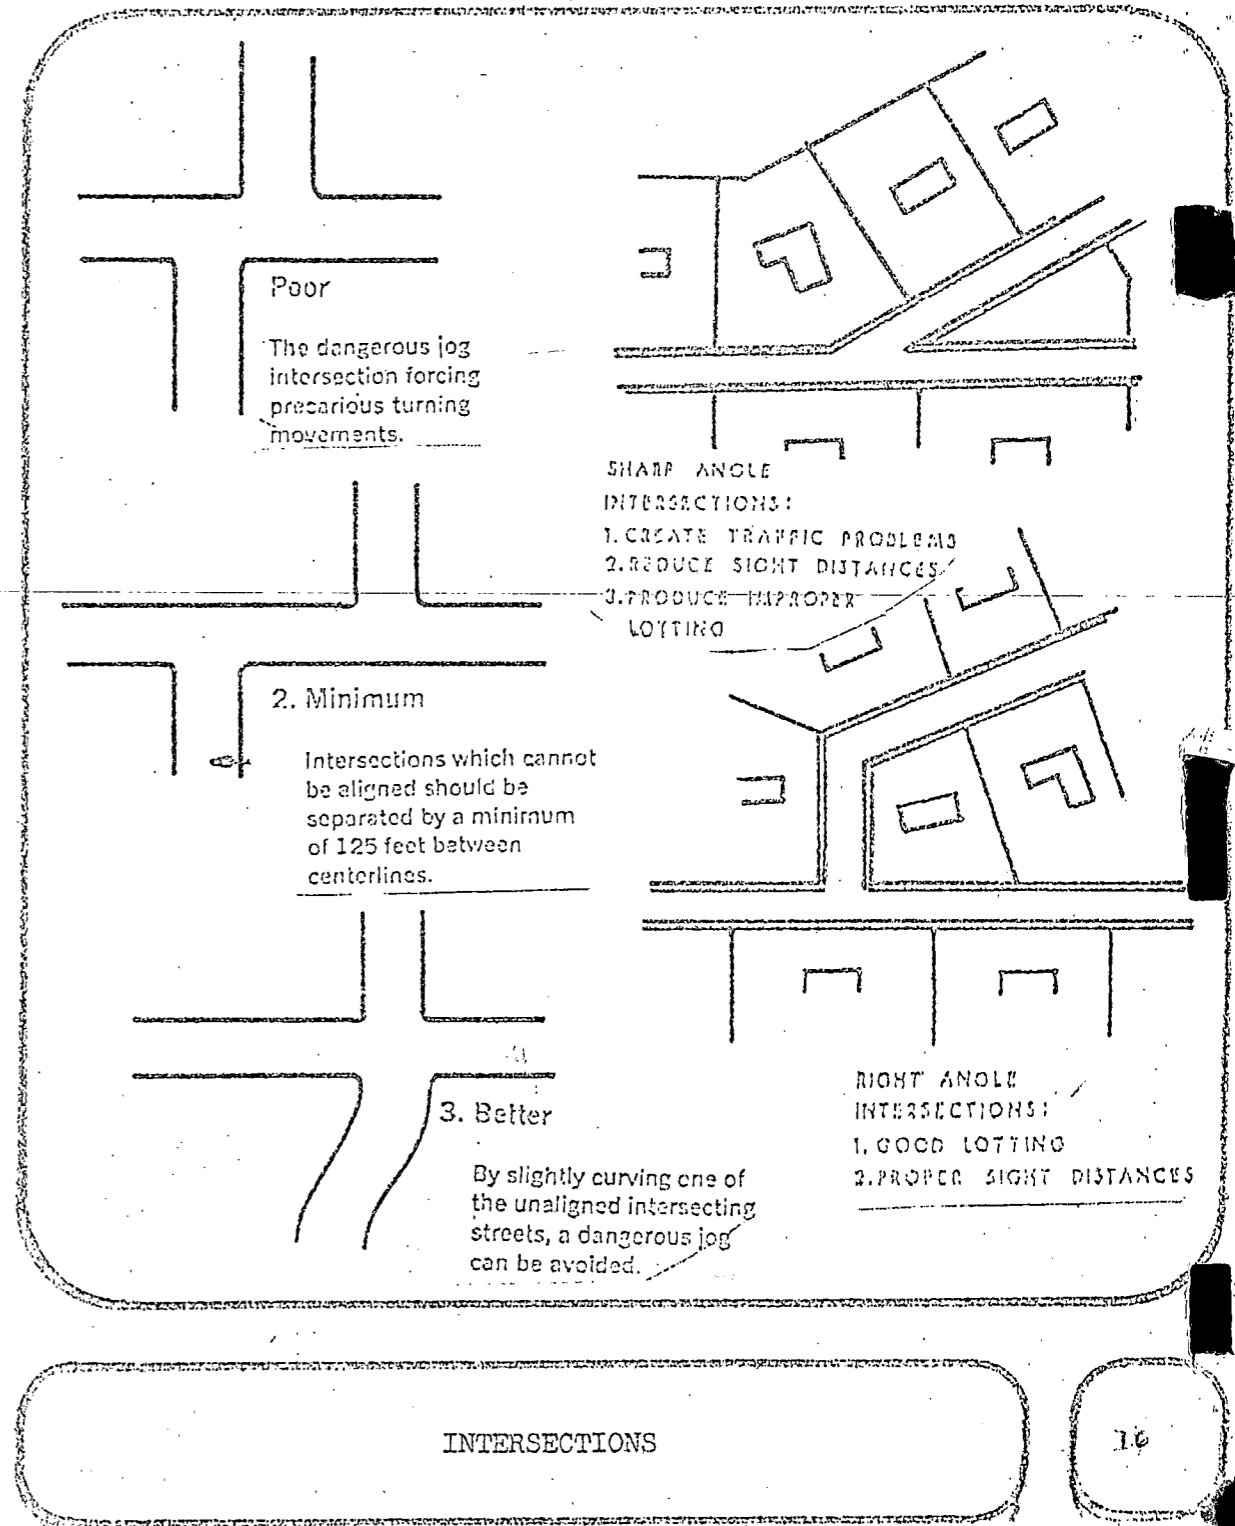 Poor
The dangerous jog
intersection forcing
precarious turning
movements.
2. Minimum
Intersections which cannot
be aligned should be
separated by a minimum
of 125 feet between
centerlines.
3. Better
By slightly curving one of
the unaligned intersecting
streets, a dangerous jog
can be avoided.
SHARP ANGLE
INTERSECTIONS:
1. CREATE TRAFFIC PROBLEMS
2. REDUCE SIGHT DISTANCES
3. PRODUCE IMPROPER
LOTTING
RIGHT ANGLE
INTERSECTIONS:
1. GOOD LOTTING
2. PROPER SIGHT DISTANCES
INTERSECTIONS
16